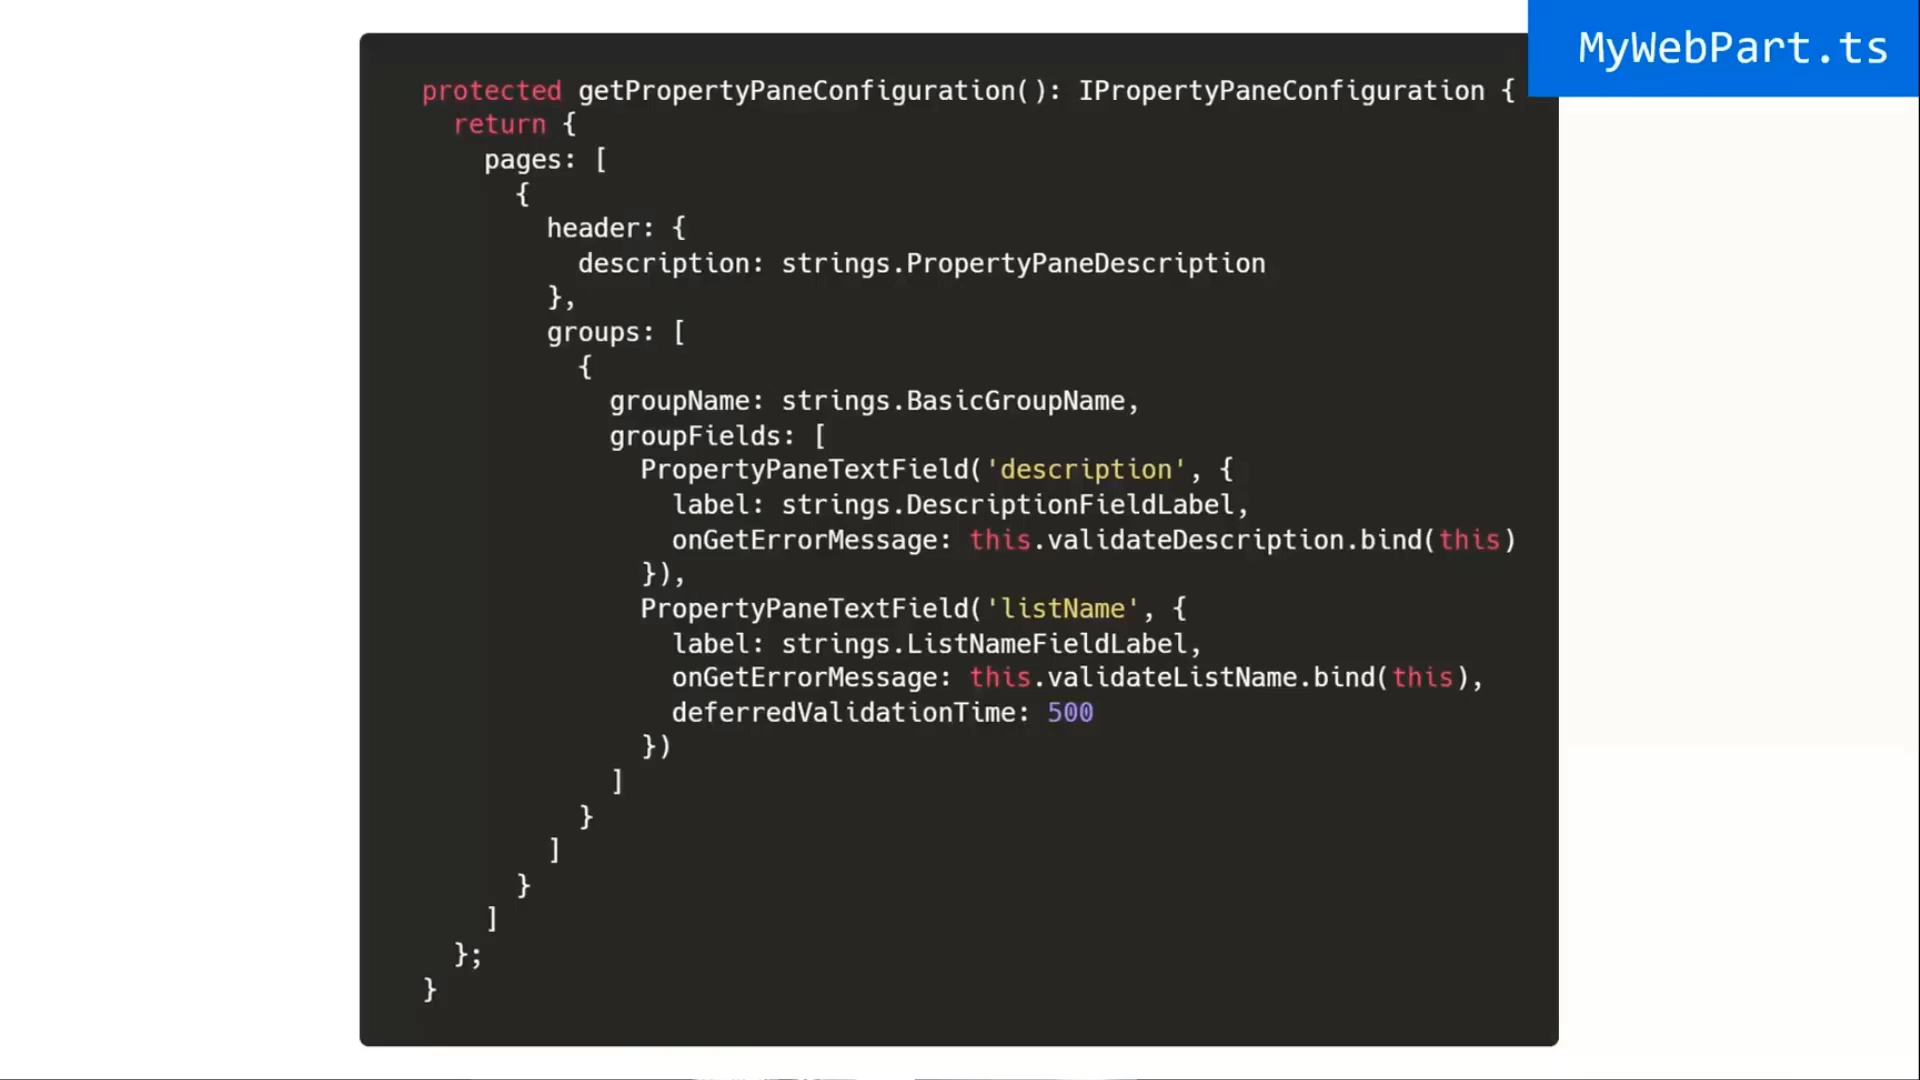 MyWebPart.ts
protected getPropertyPaneConfiguration(): IPropertyPaneConfiguration {
  return {
    pages: [
      {
        header: {
          description: strings.PropertyPaneDescription
        },
        groups: [
          {
            groupName: strings.BasicGroupName,
            groupFields: [
              PropertyPaneTextField('description', {
                label: strings.DescriptionFieldLabel,
                onGetErrorMessage: this.validateDescription.bind(this)
              }),
              PropertyPaneTextField('listName', {
                label: strings.ListNameFieldLabel,
                onGetErrorMessage: this.validateListName.bind(this),
                deferredValidationTime: 500
              })
            ]
          }
        ]
      }
    ]
  };
}